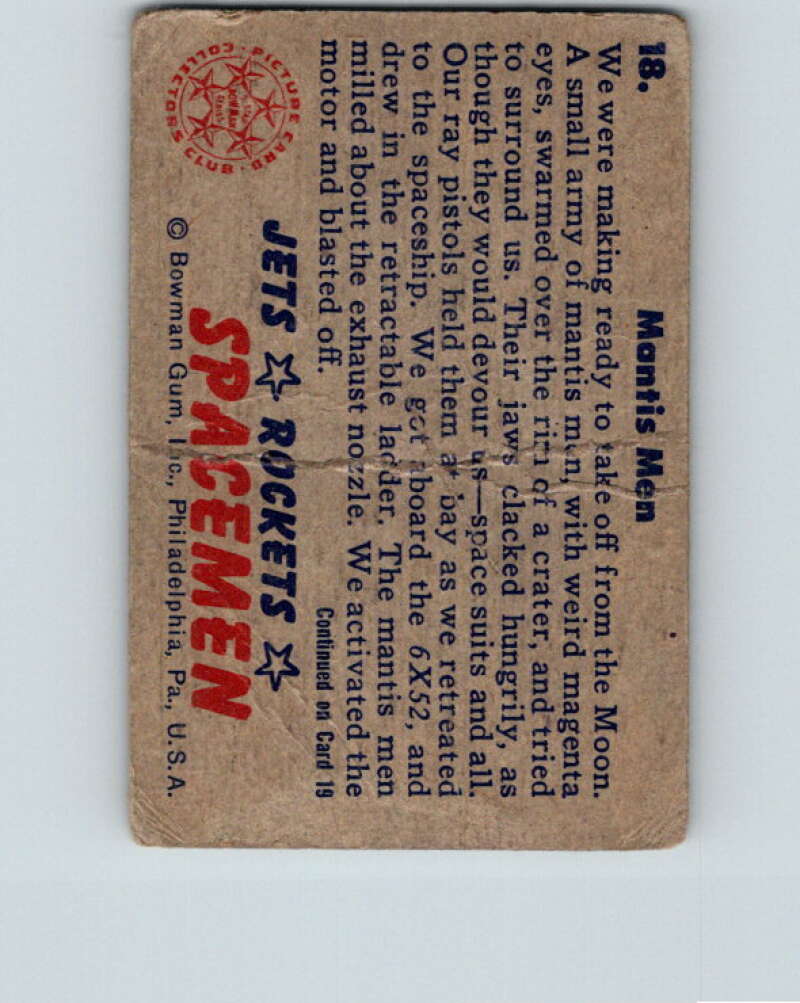 18.
Mantis Men
We were making ready to take off from the Moon.
A small army of mantis men, with weird magenta
eyes, swarmed over the rim of a crater, and tried
to surround us. Their jaws clacked hungrily, as
though they would devour us—space suits and all.
Our ray pistols held them at bay as we retreated
to the spaceship. We got aboard the 6X52, and
drew in the retractable ladder. The mantis men
milled about the exhaust nozzle. We activated the
motor and blasted off.
Continued on Card 19
JETS ☆ ROCKETS ☆
SPACEMEN
© Bowman Gum, Inc., Philadelphia, Pa., U.S.A.
PICTURE CARD
COLLECTORS CLUB
BOWMAN
SERIES